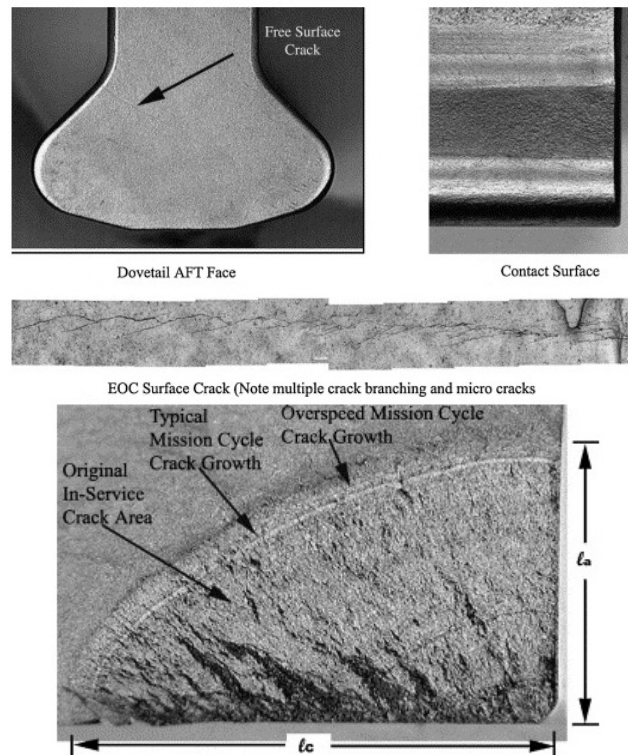 Free Surface
Crack
Dovetail AFT Face
Contact Surface
EOC Surface Crack (Note multiple crack branching and micro cracks
Typical
Mission Cycle
Crack Growth
Overspeed Mission Cycle
Crack Growth
Original
In-Service
Crack Area
ℓa
ℓc